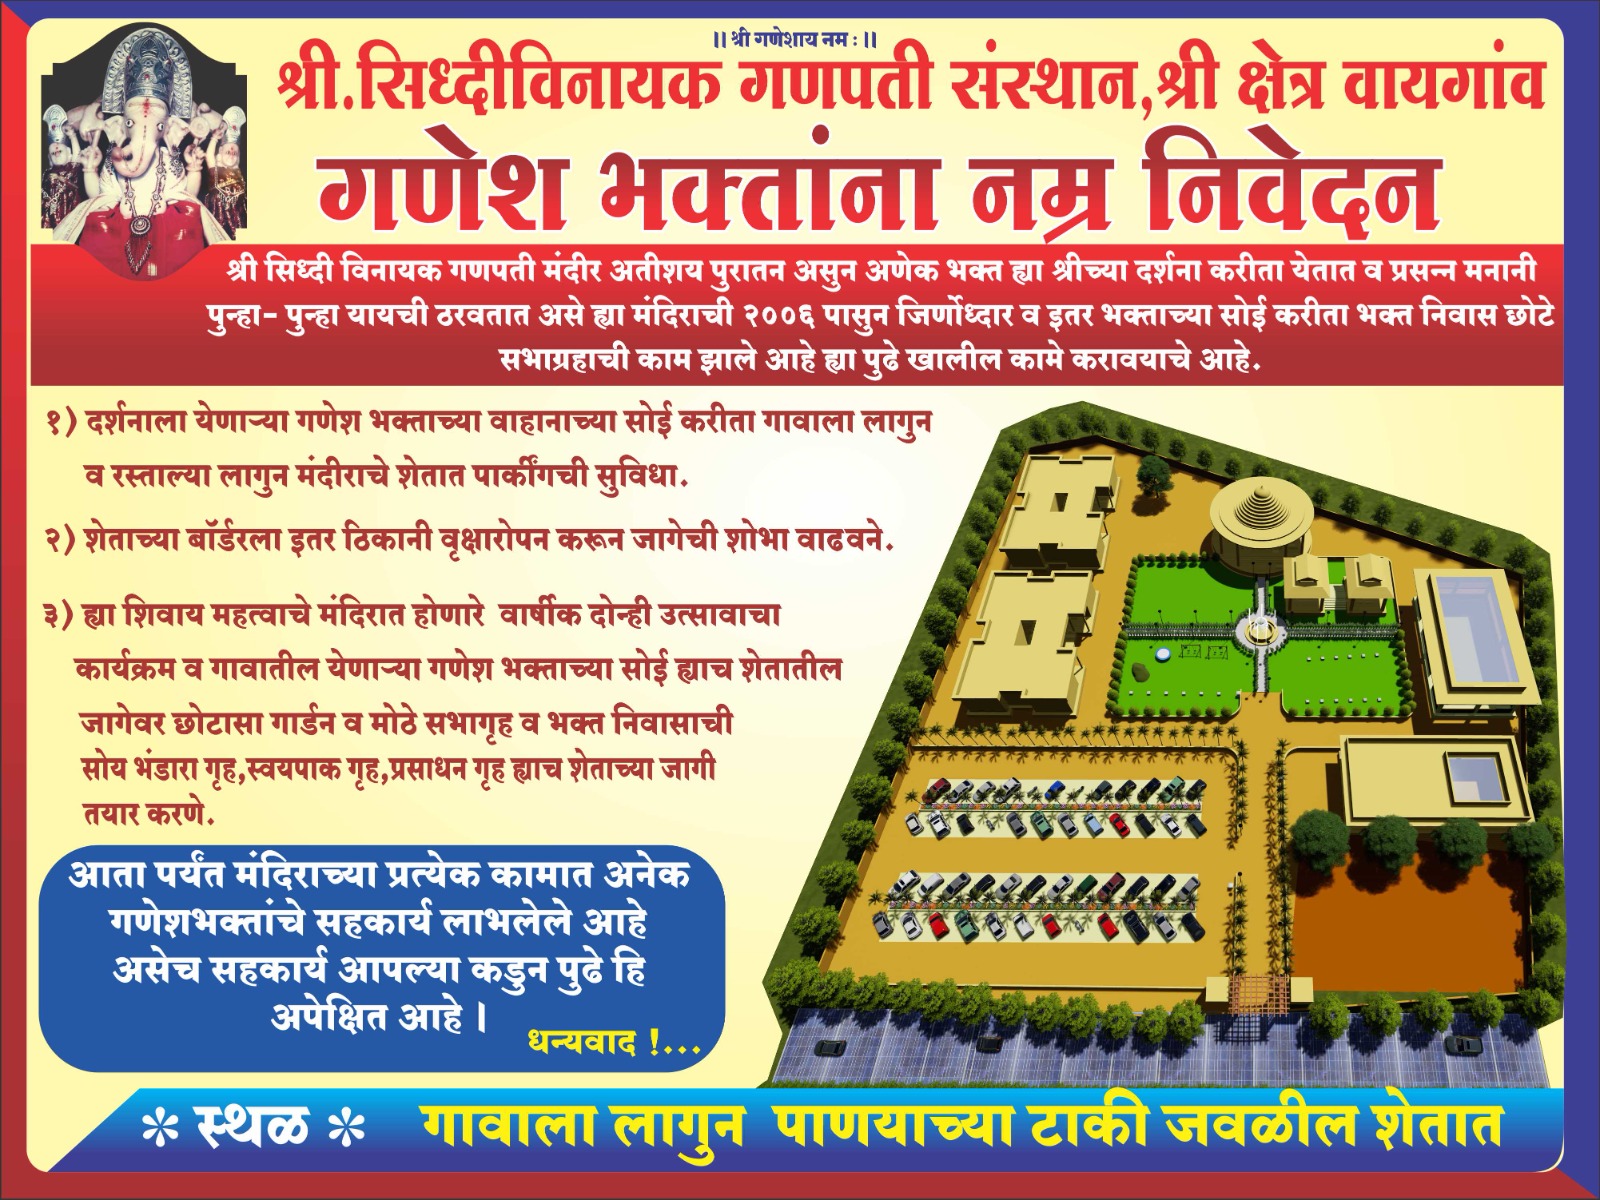 ॥ श्री गणेशाय नम: ॥
श्री.सिध्दीविनायक गणपती संस्थान,श्री क्षेत्र वायगांव
गणेश भक्तांना नम्र निवेदन
श्री सिध्दी विनायक गणपती मंदीर अतीशय पुरातन असुन अणेक भक्त ह्या श्रीच्या दर्शना करीता येतात व प्रसन्न मनानी
पुन्हा- पुन्हा यायची ठरवतात असे ह्या मंदिराची २००६ पासुन जिर्णोध्दार व इतर भक्ताच्या सोई करीता भक्त निवास छोटे
सभाग्रहाची काम झाले आहे ह्या पुढे खालील कामे करावयाचे आहे.
१) दर्शनाला येणाऱ्या गणेश भक्ताच्या वाहानाच्या सोई करीता गावाला लागुन
व रस्ताल्या लागुन मंदीराचे शेतात पार्कींगची सुविधा.
२) शेताच्या बॉर्डरला इतर ठिकानी वृक्षारोपन करून जागेची शोभा वाढवने.
३) ह्या शिवाय महत्वाचे मंदिरात होणारे वार्षीक दोन्ही उत्सावाचा
कार्यक्रम व गावातील येणाऱ्या गणेश भक्ताच्या सोई ह्याच शेतातील
जागेवर छोटासा गार्डन व मोठे सभागृह व भक्त निवासाची
सोय भंडारा गृह,स्वयपाक गृह,प्रसाधन गृह ह्याच शेताच्या जागी
तयार करणे.
आता पर्यंत मंदिराच्या प्रत्येक कामात अनेक
गणेशभक्तांचे सहकार्य लाभलेले आहे
असेच सहकार्य आपल्या कडुन पुढे हि
अपेक्षित आहे |
धन्यवाद !...
* स्थळ * गावाला लागुन पाणयाच्या टाकी जवळील शेतात